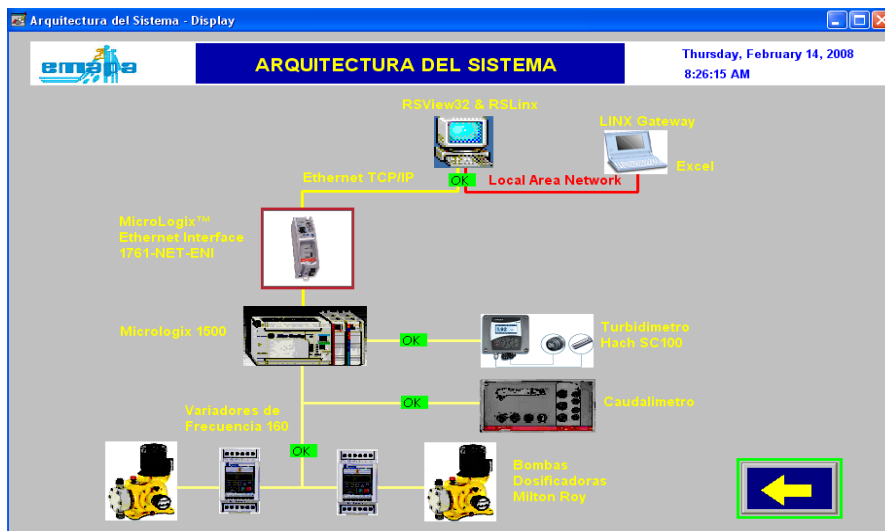 Arquitectura del Sistema - Display
emapa
ARQUITECTURA DEL SISTEMA
Thursday, February 14, 2008
8:26:15 AM
RSView32 & RSLinx
LINX Gateway
Excel
Ethernet TCP/IP
OK
Local Area Network
MicroLogix™
Ethernet Interface
1761-NET-ENI
Micrologix 1500
OK
Turbidimetro
Hach SC100
OK
Caudalimetro
Variadores de
Frecuencia 160
OK
Bombas
Dosificadoras
Milton Roy